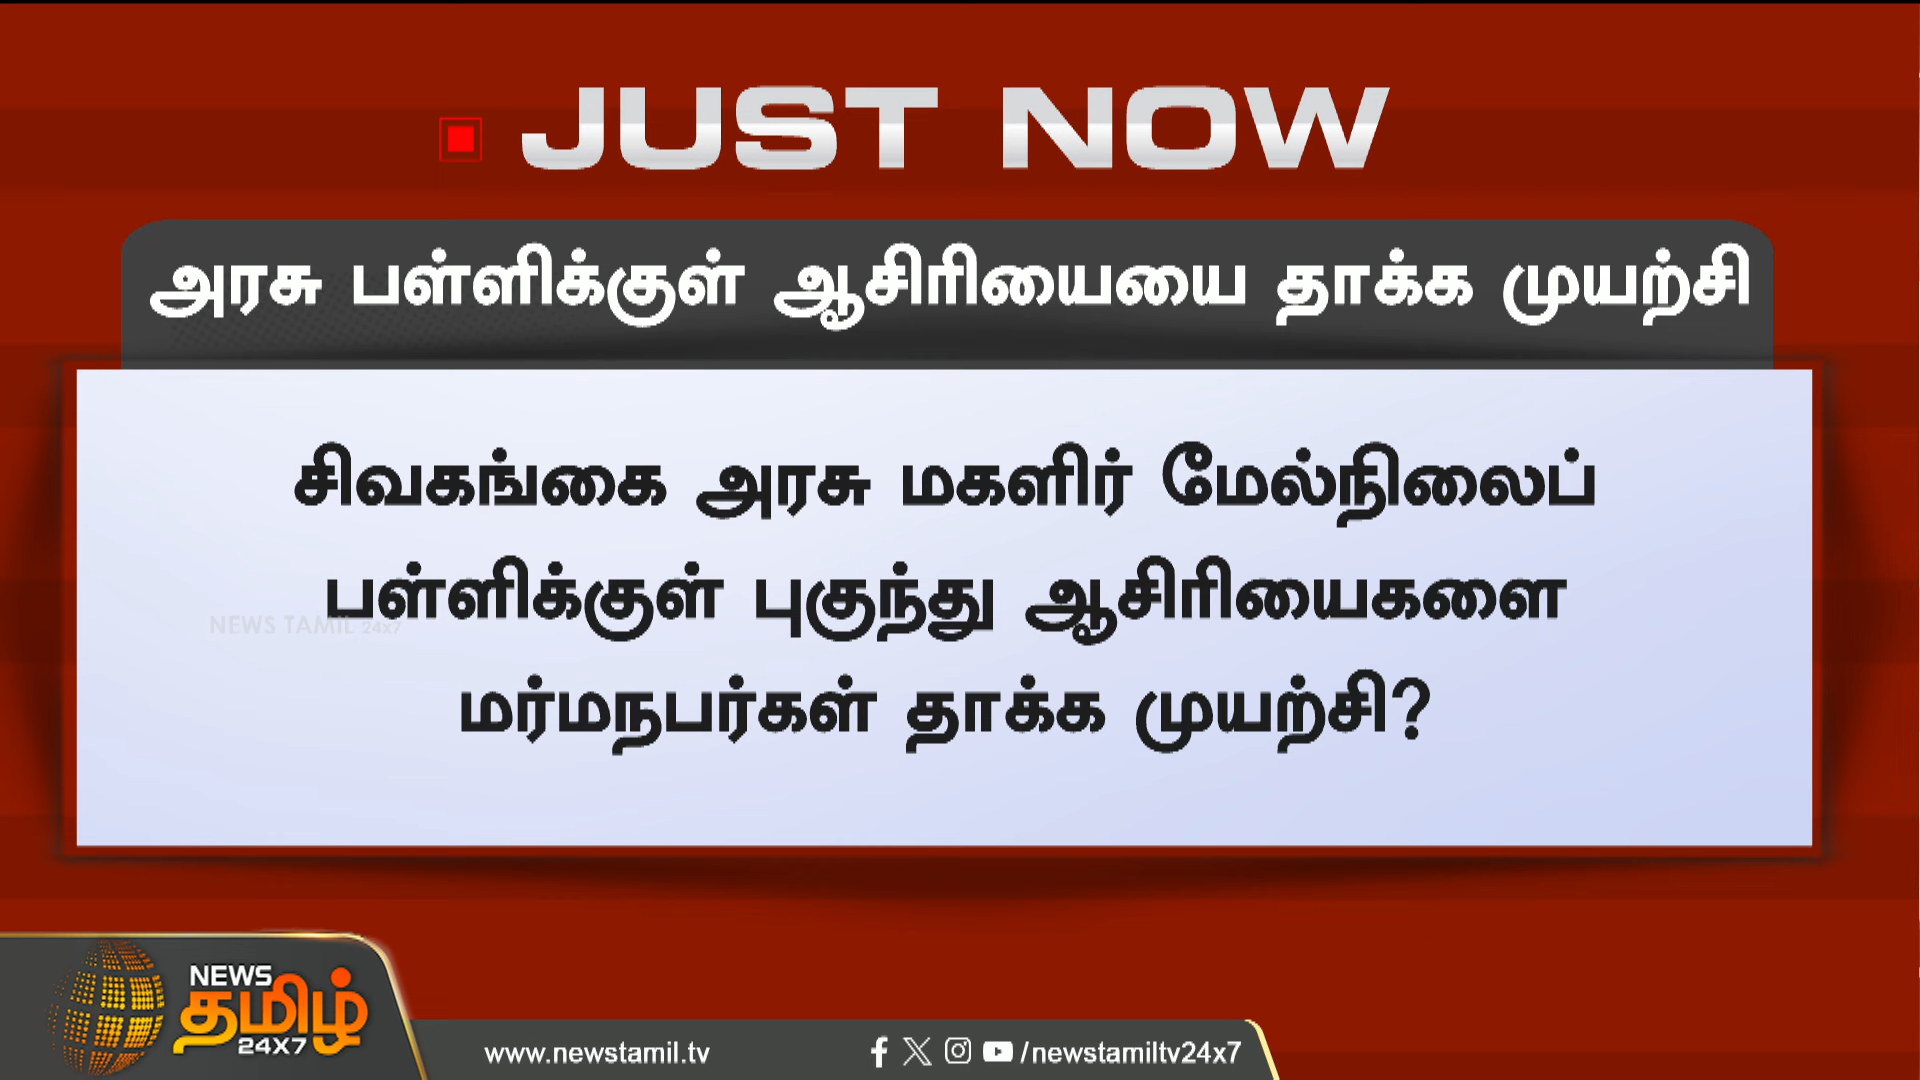 JUST NOW
அரசு பள்ளிக்குள் ஆசிரியையை தாக்க முயற்சி
சிவகங்கை அரசு மகளிர் மேல்நிலைப்
பள்ளிக்குள் புகுந்து ஆசிரியைகளை
மர்மநபர்கள் தாக்க முயற்சி?
NEWS TAMIL 24x7
NEWS
தமிழ்
24X7
www.newstamil.tv
/newstamiltv24x7